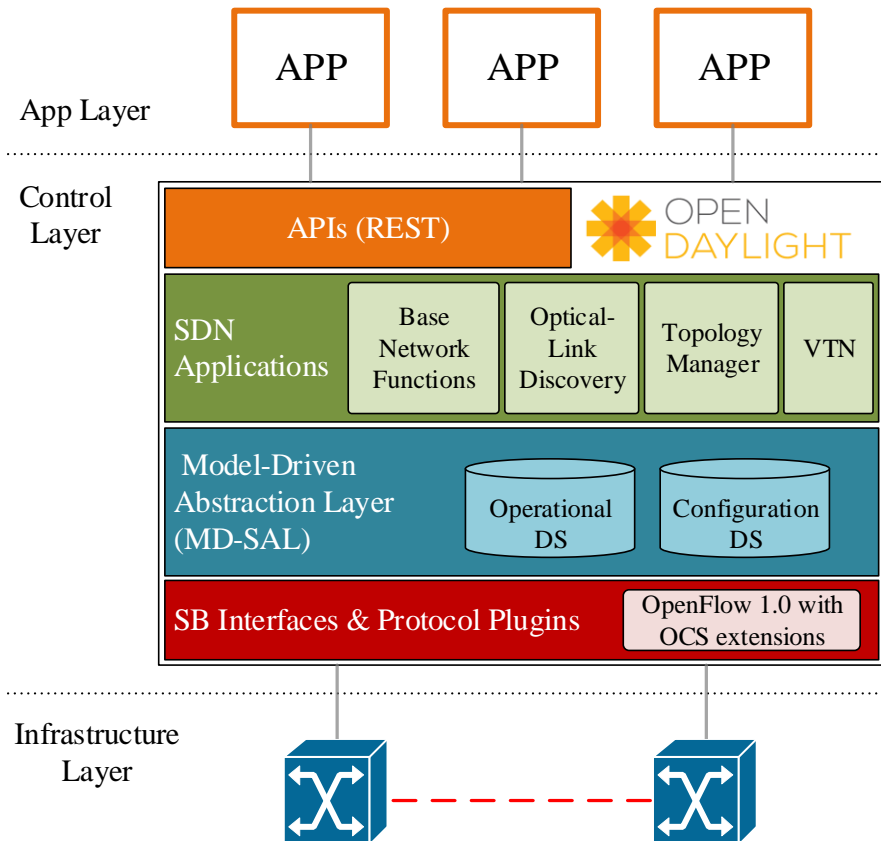 APP
APP
APP
App Layer
Control
Layer
APIs (REST)
OPEN
DAYLIGHT
SDN
Applications
Base
Network
Functions
Optical-
Link
Discovery
Topology
Manager
VTN
Model-Driven
Abstraction Layer
(MD-SAL)
Operational
DS
Configuration
DS
SB Interfaces & Protocol Plugins
OpenFlow 1.0 with
OCS extensions
Infrastructure
Layer